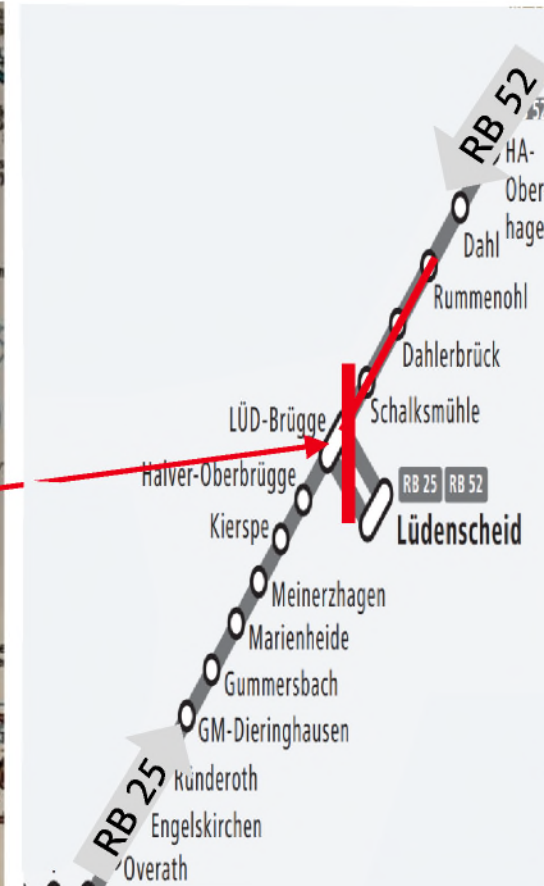 RB 52
HA-
Ober
hage
Dahl
Rummenohl
Dahlerbrück
Schalksmühle
LÜD-Brügge
Halver-Oberbrügge
RB 25 RB 52
Lüdenscheid
Kierspe
Meinerzhagen
Marienheide
Gummersbach
GM-Dieringhausen
Ründeroth
RB 25
Engelskirchen
Overath